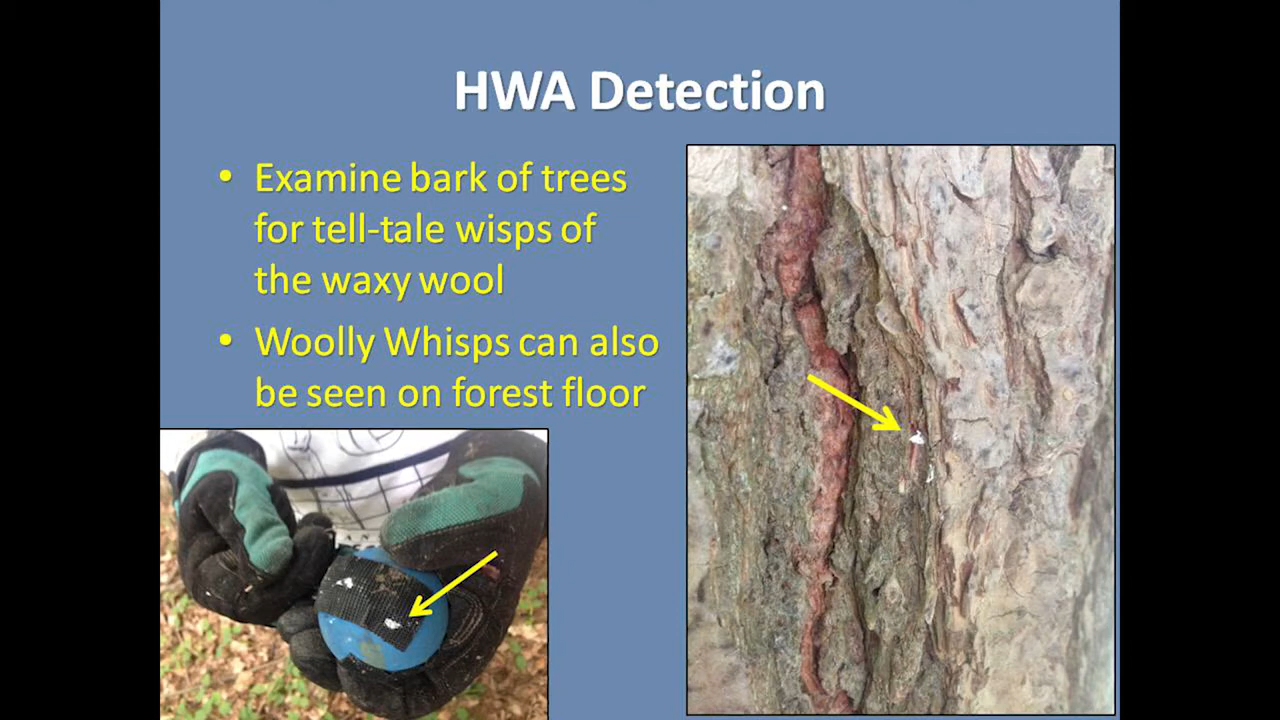 HWA Detection
• Examine bark of trees
for tell-tale wisps of
the waxy wool
• Woolly Whisps can also
be seen on forest floor